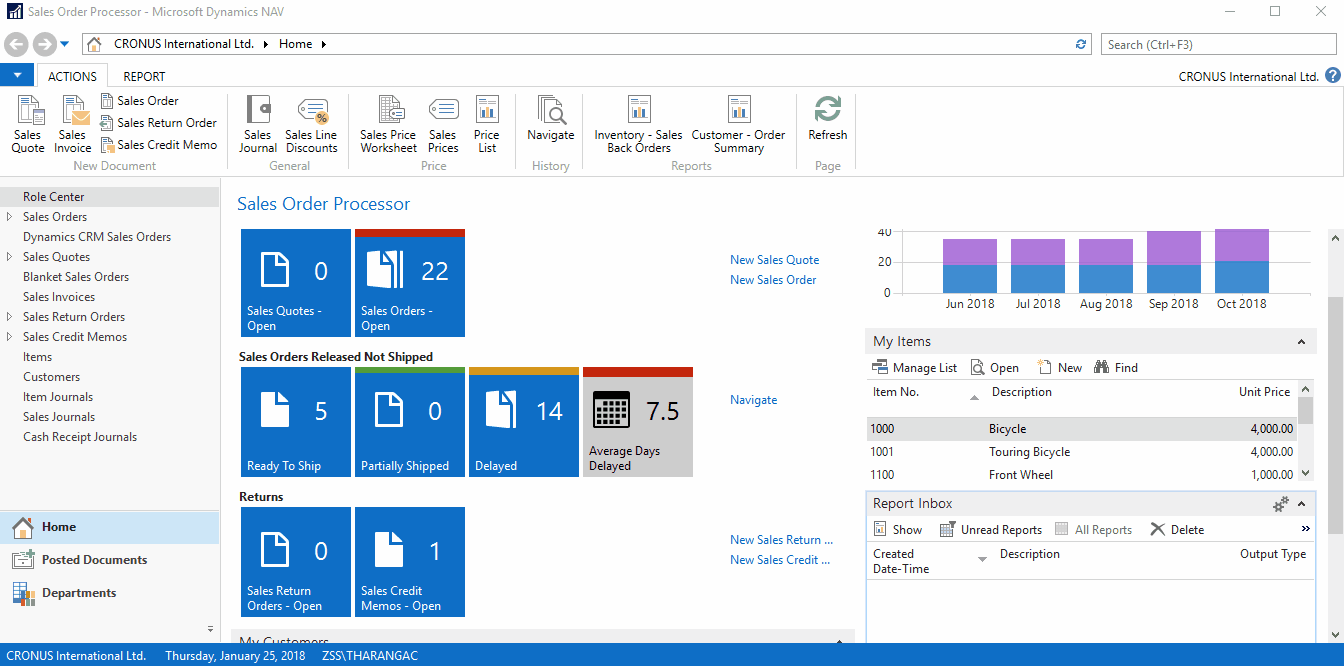 Sales Order Processor - Microsoft Dynamics NAV
CRONUS International Ltd. Home
Search (Ctrl+F3)
ACTIONS REPORT
CRONUS International Ltd. ?
Sales Quote
Sales Invoice
Sales Order
Sales Return Order
Sales Credit Memo
New Document
Sales Journal
Sales Line Discounts
General
Sales Price Worksheet
Sales Prices
Price List
Price
Navigate
History
Inventory - Sales Back Orders
Customer - Order Summary
Reports
Refresh
Page
Role Center
Sales Orders
Dynamics CRM Sales Orders
Sales Quotes
Blanket Sales Orders
Sales Invoices
Sales Return Orders
Sales Credit Memos
Items
Customers
Item Journals
Sales Journals
Cash Receipt Journals
Home
Posted Documents
Departments
Sales Order Processor
0
Sales Quotes -
Open
22
Sales Orders -
Open
New Sales Quote
New Sales Order
Sales Orders Released Not Shipped
5
Ready To Ship
0
Partially Shipped
14
Delayed
7.5
Average Days
Delayed
Navigate
Returns
0
Sales Return
Orders - Open
1
Sales Credit
Memos - Open
New Sales Return ...
New Sales Credit ...
My Customers
40
20
0
Jun 2018 Jul 2018 Aug 2018 Sep 2018 Oct 2018
My Items
Manage List Open New Find
Item No. Description Unit Price
1000 Bicycle 4,000.00
1001 Touring Bicycle 4,000.00
1100 Front Wheel 1,000.00
Report Inbox
Show Unread Reports All Reports Delete »
Created
Date-Time
Description Output Type
CRONUS International Ltd. Thursday, January 25, 2018 ZSS\THARANGAC